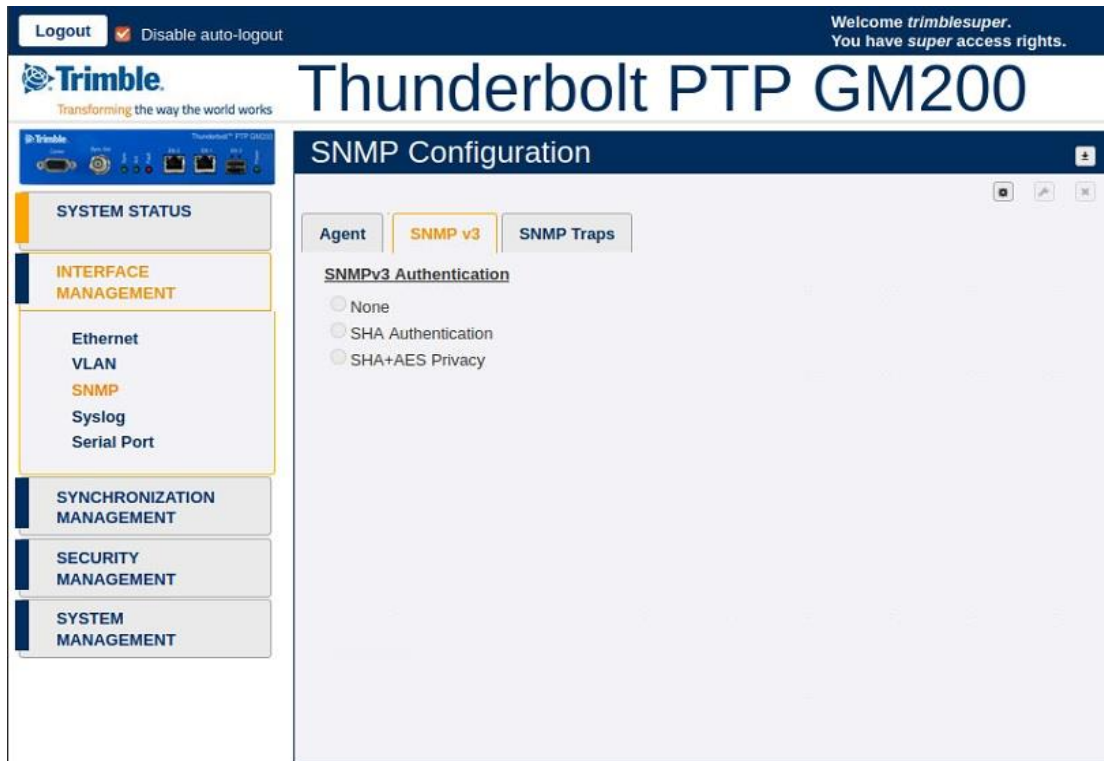 Logout
Disable auto-logout
Welcome trimblesuper.
You have super access rights.
Trimble.
Transforming the way the world works
Thunderbolt PTP GM200
Trimble
SNMP Configuration
SYSTEM STATUS
Agent
SNMP v3
SNMP Traps
INTERFACE
MANAGEMENT
SNMPv3 Authentication
None
SHA Authentication
SHA+AES Privacy
Ethernet
VLAN
SNMP
Syslog
Serial Port
SYNCHRONIZATION
MANAGEMENT
SECURITY
MANAGEMENT
SYSTEM
MANAGEMENT